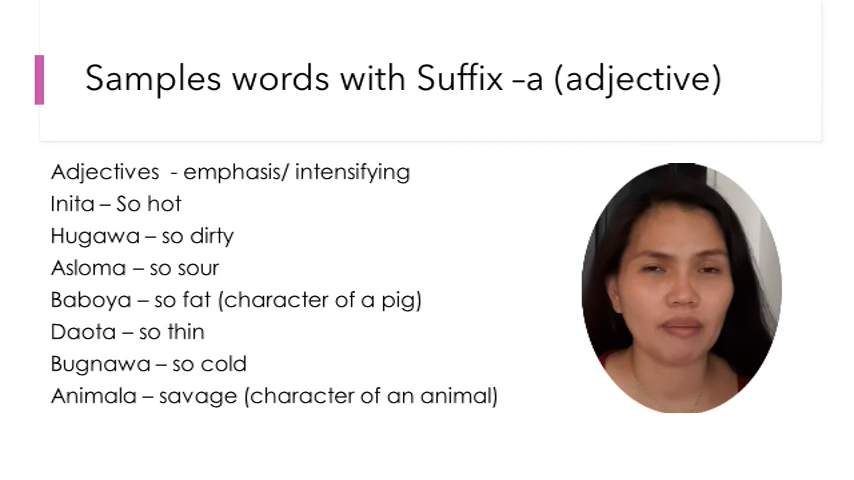 Samples words with Suffix –a (adjective)
Adjectives - emphasis/ intensifying
Inita – So hot
Hugawa – so dirty
Asloma – so sour
Baboya – so fat (character of a pig)
Daota – so thin
Bugnawa – so cold
Animala – savage (character of an animal)